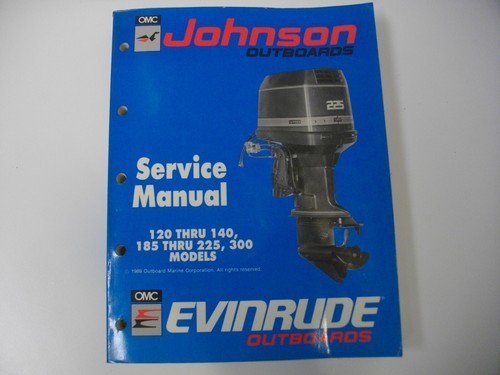 OMC
Johnson
OUTBOARDS
225
Service
Manual
120 THRU 140,
185 THRU 225, 300
MODELS
Outboard Marine Corporation. All rights reserved.
OMC
EVINRUDE
OUTBOARDS